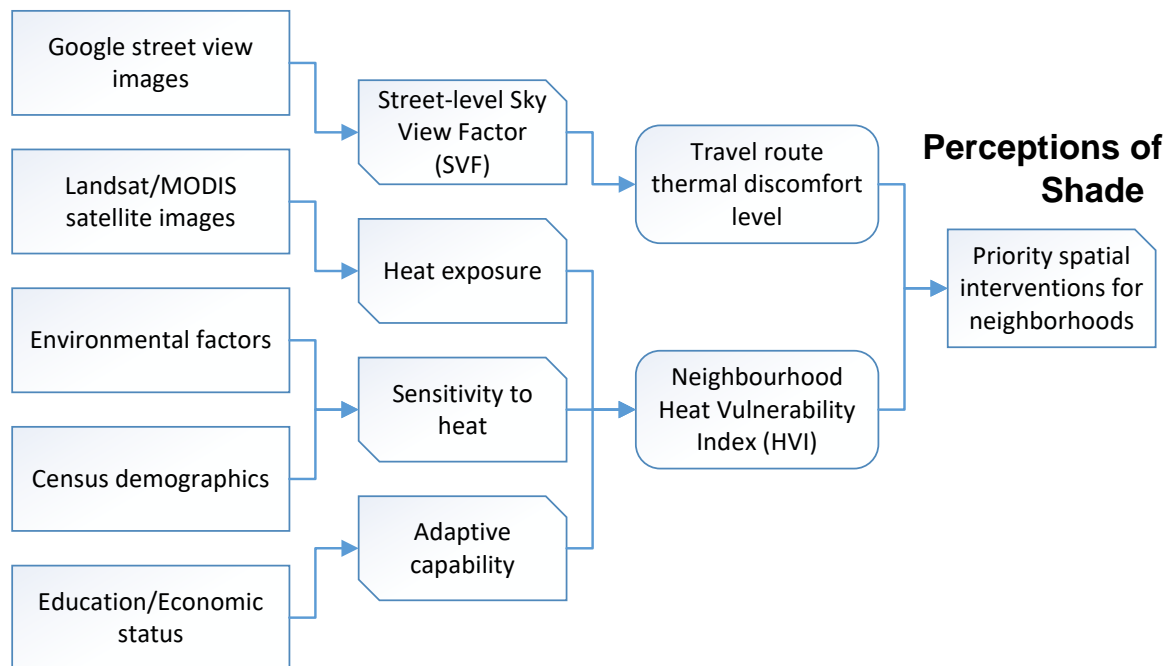 Google street view
images
Landsat/MODIS
satellite images
Environmental factors
Census demographics
Education/Economic
status
Street-level Sky
View Factor
(SVF)
Heat exposure
Sensitivity to
heat
Adaptive
capability
Travel route
thermal discomfort
level
Neighbourhood
Heat Vulnerability
Index (HVI)
Perceptions of
Shade
Priority spatial
interventions for
neighborhoods